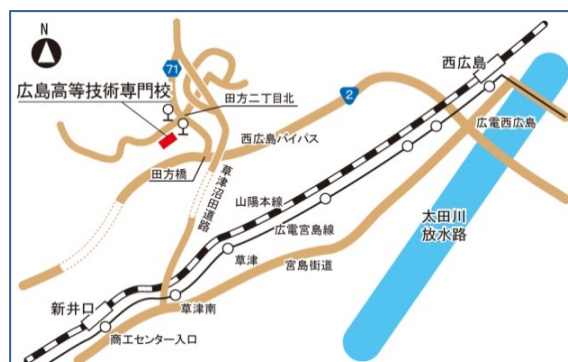 N
71
広島高等技術専門校
田方二丁目北
西広島
2
広電西広島
西広島バイパス
田方橋
草津沼田道路
山陽本線
広電宮島線
太田川
放水路
草津
宮島街道
新井口
草津南
商工センター入口